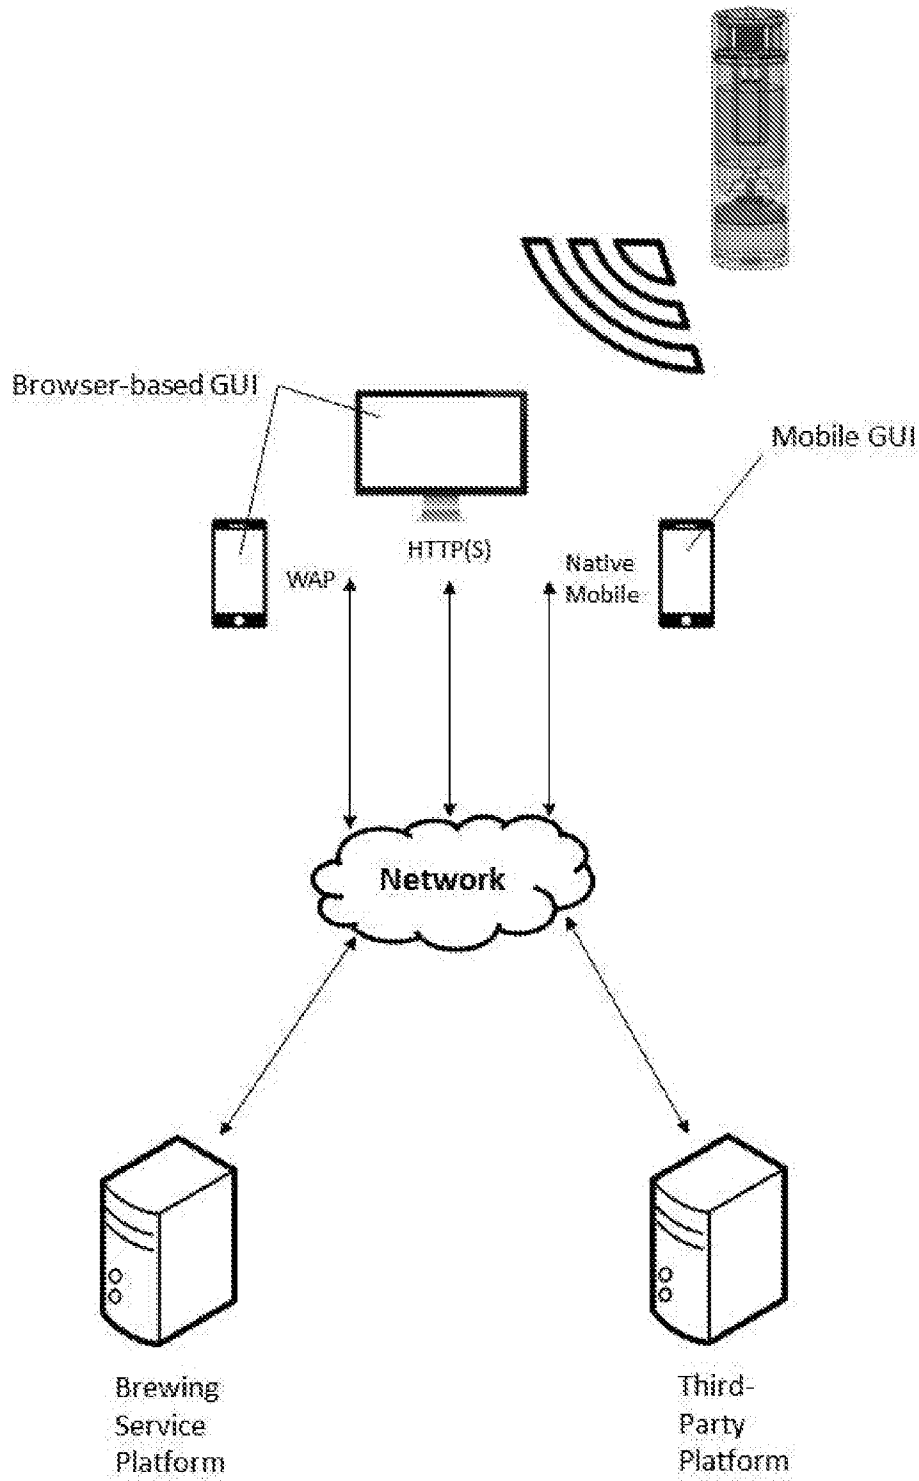 Browser-based GUI
Mobile GUI
HTTP(S)
WAP
Native
Mobile
Network
Brewing
Service
Platform
Third-
Party
Platform